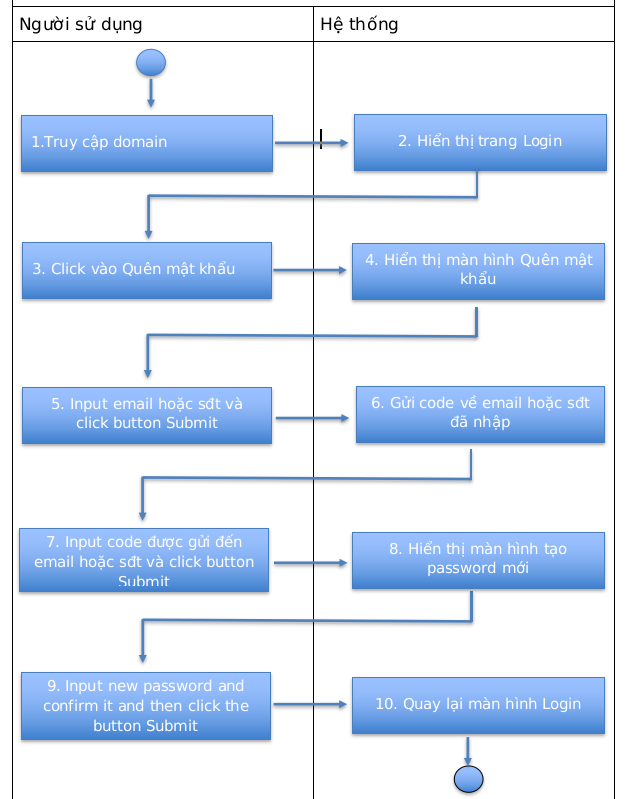 Người sử dụng
Hệ thống
1.Truy cập domain
2. Hiển thị trang Login
3. Click vào Quên mật khẩu
4. Hiển thị màn hình Quên mật
khẩu
5. Input email hoặc sđt và
click button Submit
6. Gửi code về email hoặc sđt
đã nhập
7. Input code được gửi đến
email hoặc sđt và click button
Submit
8. Hiển thị màn hình tạo
password mới
9. Input new password and
confirm it and then click the
button Submit
10. Quay lại màn hình Login